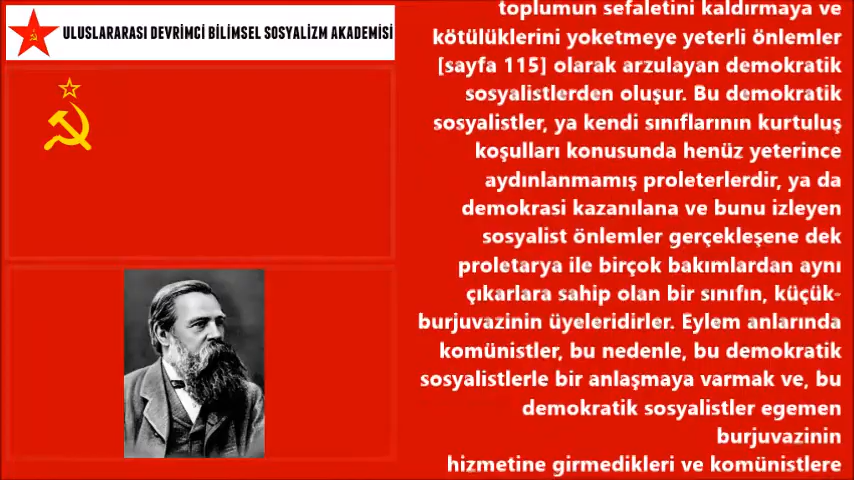 ULUSLARARASI DEVRİMCİ BİLİMSEL SOSYALİZM AKADEMİSİ
toplumun sefaletini kaldırmaya ve
kötülüklerini yoketmeye yeterli önlemler
[sayfa 115] olarak arzulayan demokratik
sosyalistlerden oluşur. Bu demokratik
sosyalistler, ya kendi sınıflarının kurtuluş
koşulları konusunda henüz yeterince
aydınlanmamış proleterlerdir, ya da
demokrasi kazanılana ve bunu izleyen
sosyalist önlemler gerçekleşene dek
proletarya ile birçok bakımlardan aynı
çıkarlara sahip olan bir sınıfın, küçük-
burjuvazinin üyeleridirler. Eylem anlarında
komünistler, bu nedenle, bu demokratik
sosyalistlerle bir anlaşmaya varmak ve, bu
demokratik sosyalistler egemen
burjuvazinin
hizmetine girmedikleri ve komünistlere